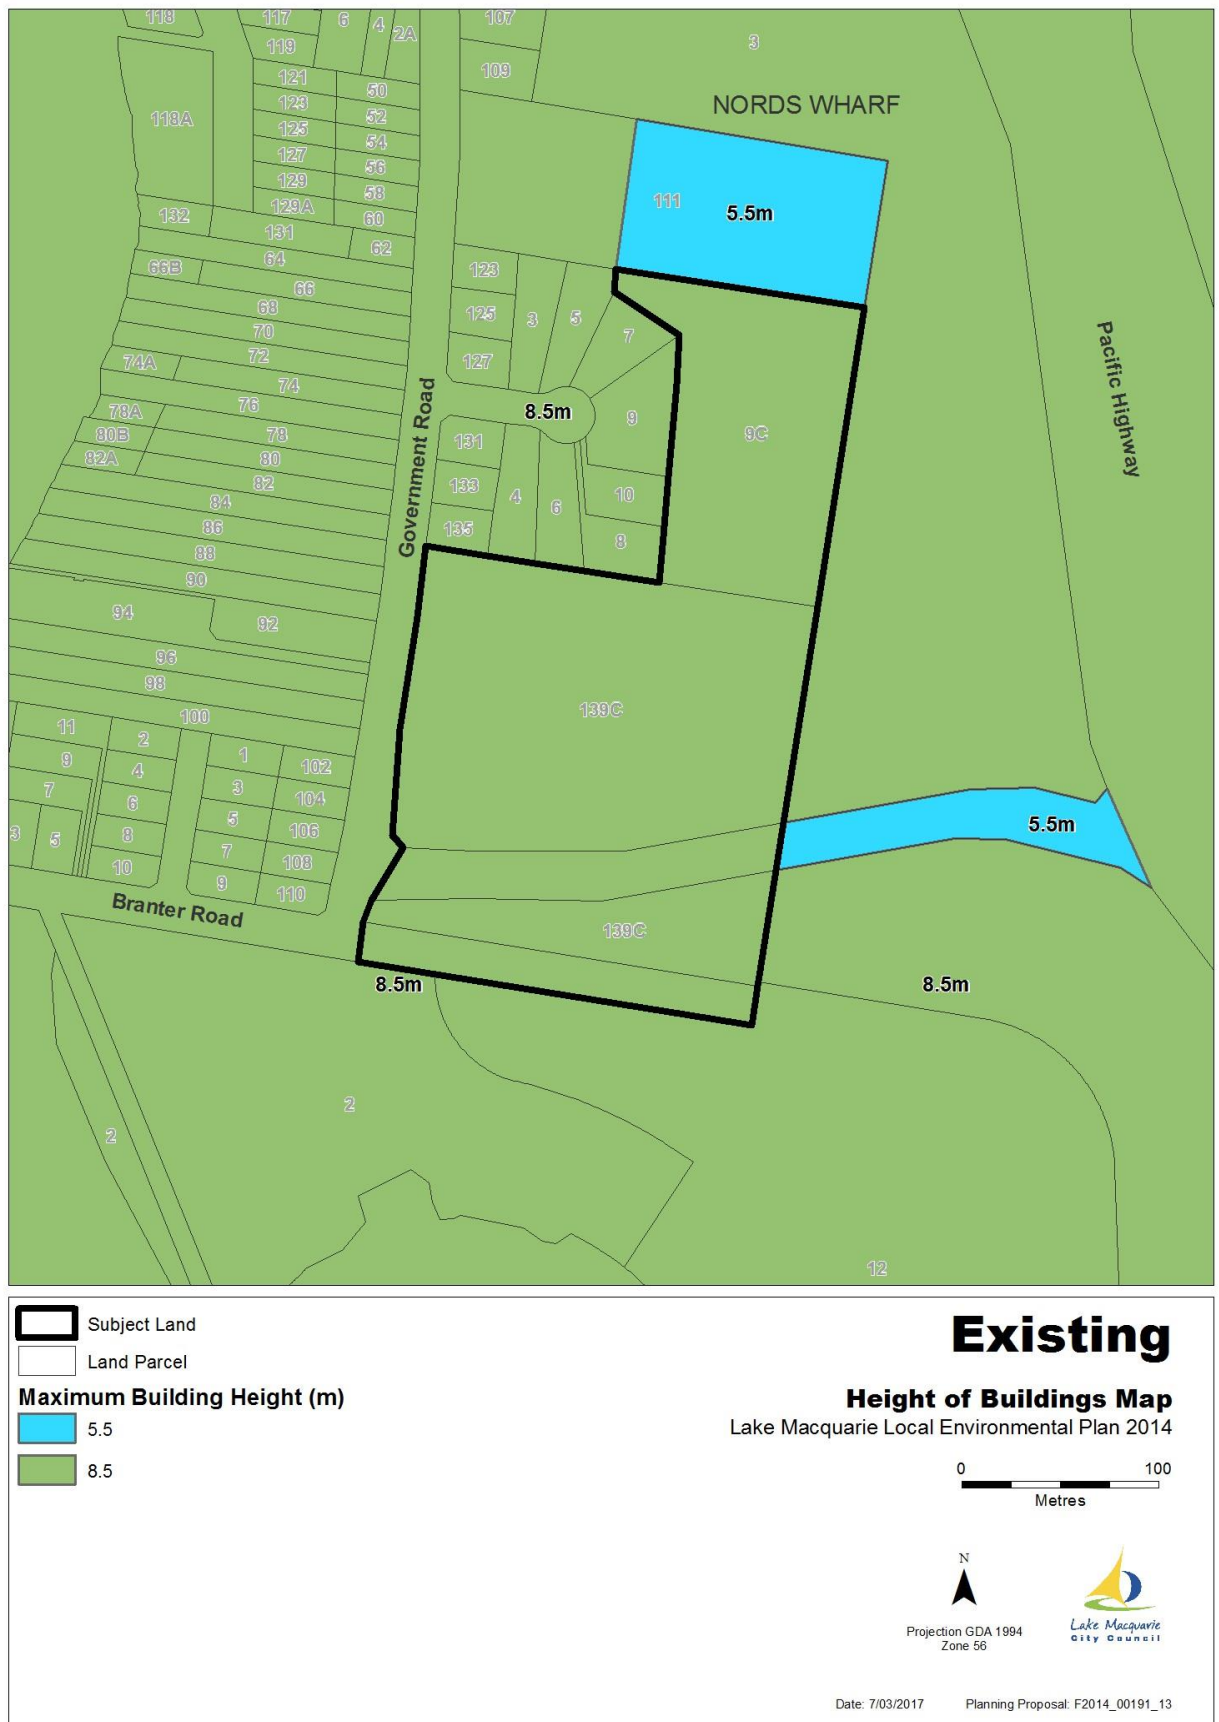 118
117
6
4
2A
107
3
119
109
121
50
NORDS WHARF
123
52
118A
125
54
127
56
129
58
111
5.5m
129A
60
132
131
62
64
66B
123
66
68
125
3
5
70
7
72
74A
127
74
76
78A
8.5m
9
9C
78
80B
131
80
82A
82
133
10
84
4
6
86
135
8
88
90
Government Road
Pacific Highway
94
92
96
98
139C
100
11
2
1
102
9
4
3
104
7
6
5
106
3
5
8
7
108
10
9
110
5.5m
Branter Road
139C
8.5m
8.5m
2
2
12
Subject Land
Land Parcel
Maximum Building Height (m)
5.5
8.5
Existing
Height of Buildings Map
Lake Macquarie Local Environmental Plan 2014
0 100
Metres
N
Projection GDA 1994
Zone 56
Lake Macquarie
City Council
Date: 7/03/2017 Planning Proposal: F2014_00191_13